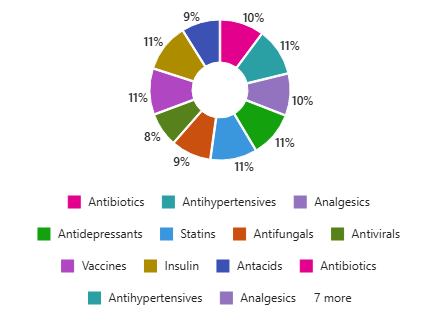 9% 10%
11% 11%
11% 10%
8% 11%
9% 11%
Antibiotics Antihypertensives Analgesics
Antidepressants Statins Antifungals Antivirals
Vaccines Insulin Antacids Antibiotics
Antihypertensives Analgesics 7 more